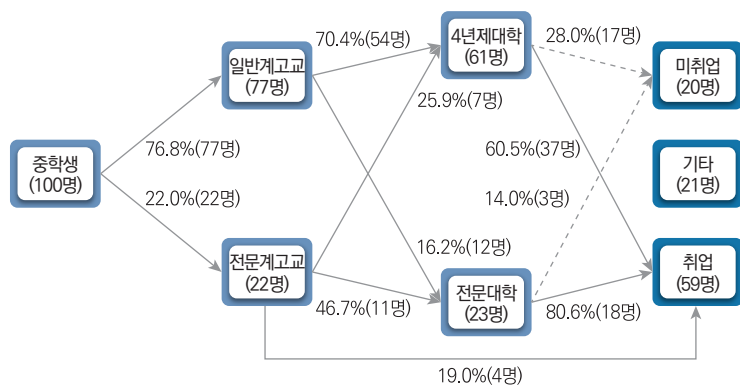 중학생
(100명)
76.8%(77명)
22.0%(22명)
일반계고교
(77명)
전문계고교
(22명)
70.4%(54명)
25.9%(7명)
16.2%(12명)
46.7%(11명)
4년제대학
(61명)
전문대학
(23명)
28.0%(17명)
60.5%(37명)
14.0%(3명)
80.6%(18명)
19.0%(4명)
미취업
(20명)
기타
(21명)
취업
(59명)